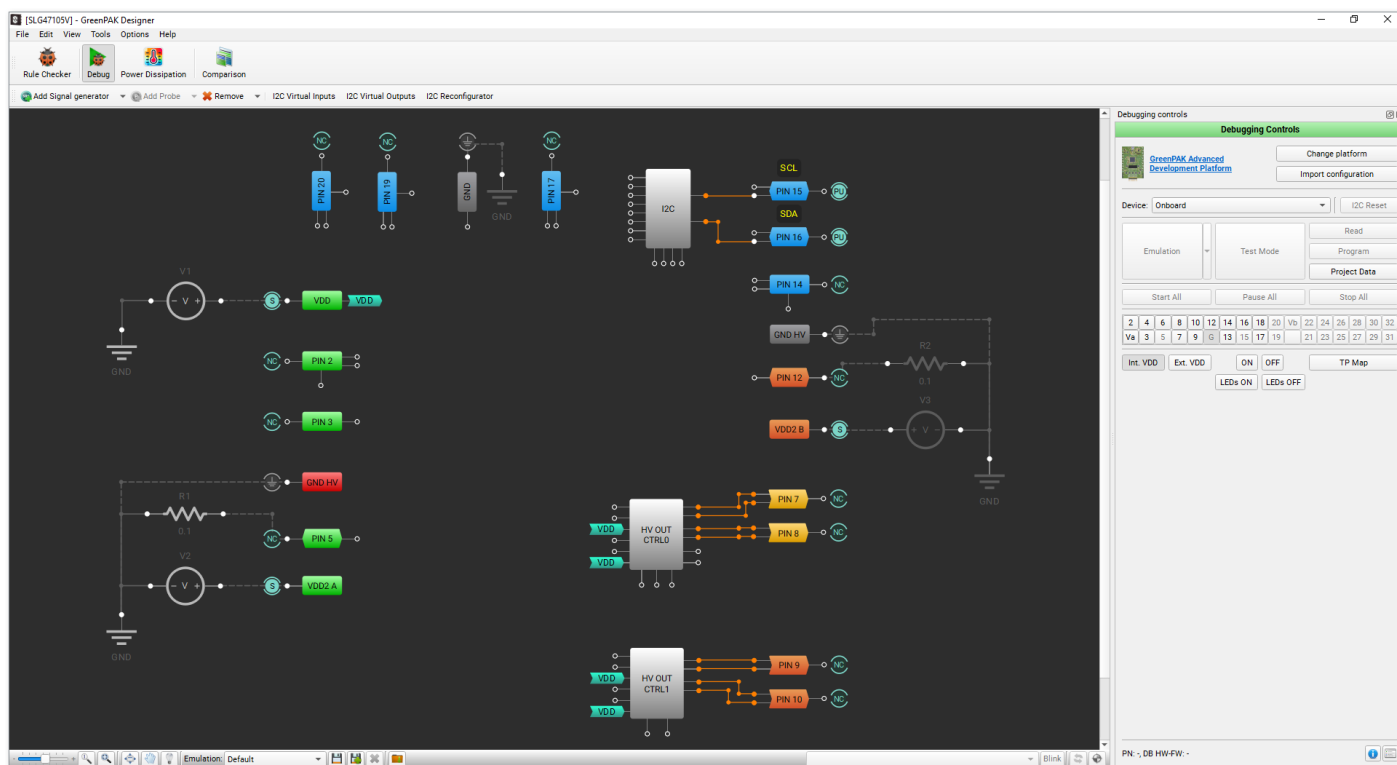 [SLG47105V] - GreenPAK Designer
File Edit View Tools Options Help
Rule Checker Debug Power Dissipation Comparison
Add Signal generator Add Probe Remove I2C Virtual Inputs I2C Virtual Outputs I2C Reconfigurator
Debugging controls
Debugging Controls
GreenPAK Advanced
Development Platform
Change platform
Import configuration
Device: Onboard I2C Reset
Emulation Test Mode
Read
Program
Project Data
Start All Pause All Stop All
2 4 6 8 10 12 14 16 18 20 Vb 22 24 26 28 30 32
Va 3 5 7 9 G 13 15 17 19 21 23 25 27 29 31
Int. VDD Ext. VDD ON OFF TP Map
LEDs ON LEDs OFF
NC NC NC
PIN 20 PIN 19 GND PIN 17
GND
I2C
SCL
PIN 15 PU
SDA
PIN 16 PU
PIN 14 NC
V1
- V +
S VDD VDD
GND
NC PIN 2
NC PIN 3
GND HV
R1
0.1
NC PIN 5
V2
- V +
S VDD2 A
GND
GND HV
R2
0.1
PIN 12 NC
V3
+ V -
VDD2 B S
GND
HV OUT
CTRL0
VDD
VDD
PIN 7 NC
PIN 8 NC
HV OUT
CTRL1
VDD
VDD
PIN 9 NC
PIN 10 NC
Emulation: Default
Blink
PN: -, DB HW-FW: -